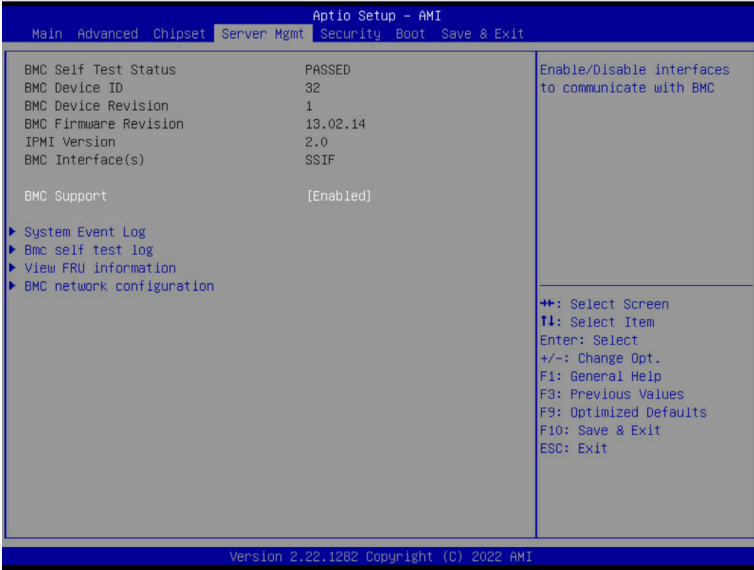 Aptio Setup - AMI
Main Advanced Chipset Server Mgmt Security Boot Save & Exit
BMC Self Test Status PASSED
BMC Device ID 32
BMC Device Revision 1
BMC Firmware Revision 13.02.14
IPMI Version 2.0
BMC Interface(s) SSIF
BMC Support [Enabled]
▶ System Event Log
▶ Bmc self test log
▶ View FRU information
▶ BMC network configuration
Enable/Disable interfaces
to communicate with BMC
→←: Select Screen
↑↓: Select Item
Enter: Select
+/-: Change Opt.
F1: General Help
F3: Previous Values
F9: Optimized Defaults
F10: Save & Exit
ESC: Exit
Version 2.22.1282 Copyright (C) 2022 AMI